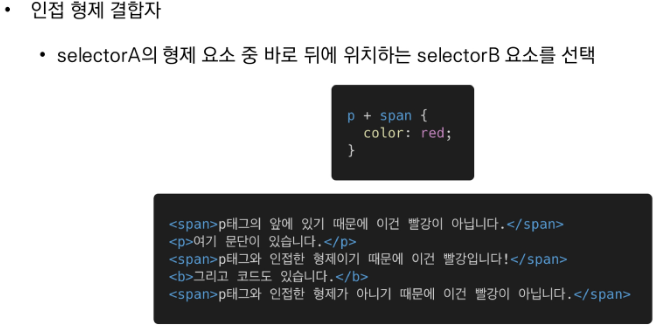 • 인접 형제 결합자
• selectorA의 형제 요소 중 바로 뒤에 위치하는 selectorB 요소를 선택
p + span {
  color: red;
}
<span>p태그의 앞에 있기 때문에 이건 빨강이 아닙니다.</span>
<p>여기 문단이 있습니다.</p>
<span>p태그와 인접한 형제이기 때문에 이건 빨강입니다!</span>
<b>그리고 코드도 있습니다.</b>
<span>p태그와 인접한 형제가 아니기 때문에 이건 빨강이 아닙니다.</span>